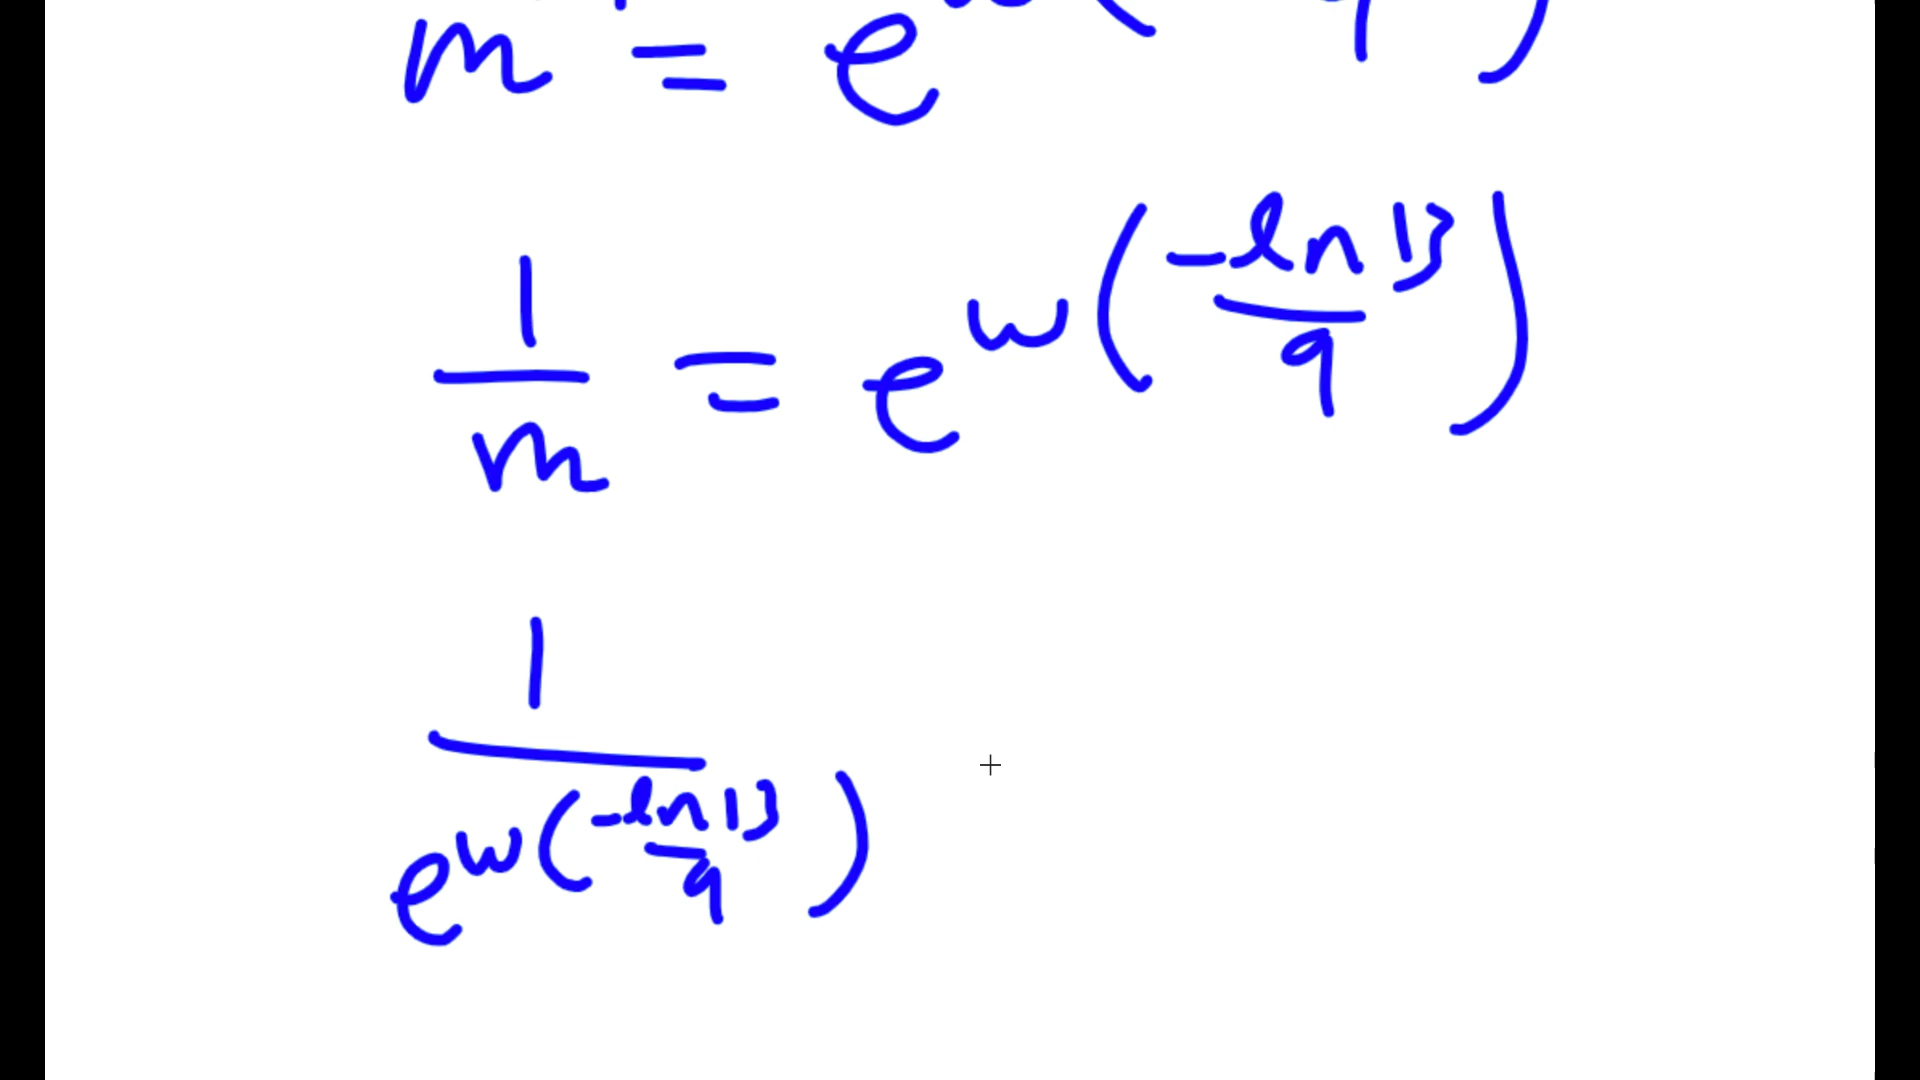 m = e
1/m = e^w(-ln 13/9)
1/e^w(-ln 13/9)